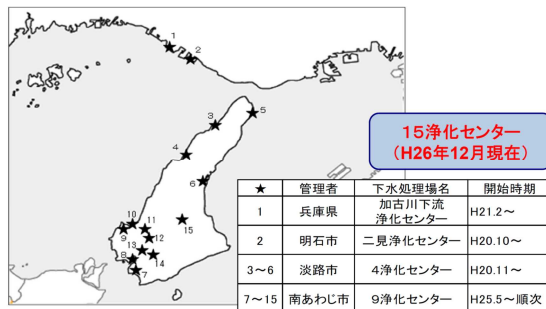 1
2
3
5
4
6
15浄化センター
(H26年12月現在)
10
11
9
12
15
13
8
14
7
★ 管理者 下水処理場名 開始時期
1 兵庫県 加古川下流
浄化センター H21.2～
2 明石市 二見浄化センター H20.10～
3～6 淡路市 4浄化センター H20.11～
7～15 南あわじ市 9浄化センター H25.5～順次